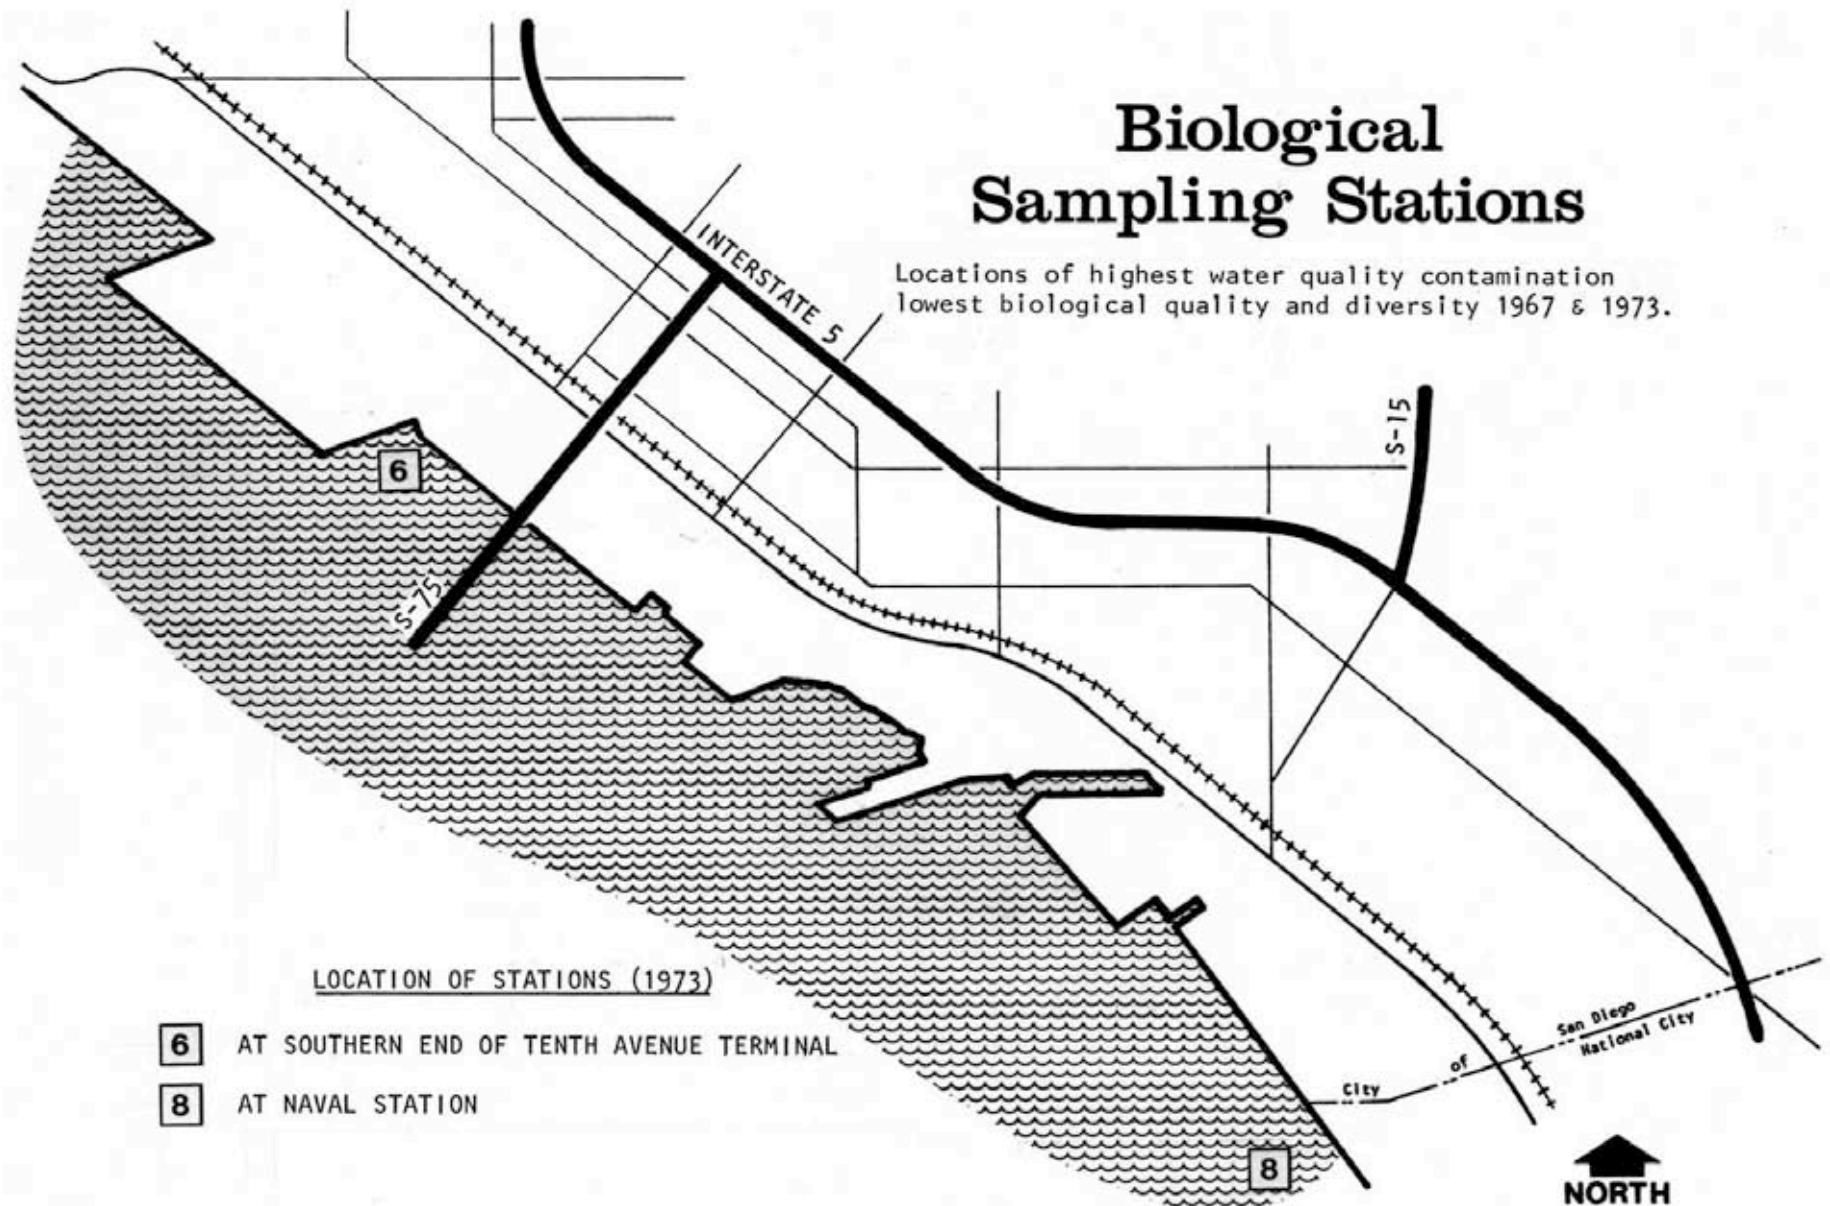 Biological
Sampling Stations
Locations of highest water quality contamination
lowest biological quality and diversity 1967 & 1973.
INTERSTATE 5
S-15
6
S-75
LOCATION OF STATIONS (1973)
6 AT SOUTHERN END OF TENTH AVENUE TERMINAL
8 AT NAVAL STATION
San Diego
City of
National City
8
NORTH